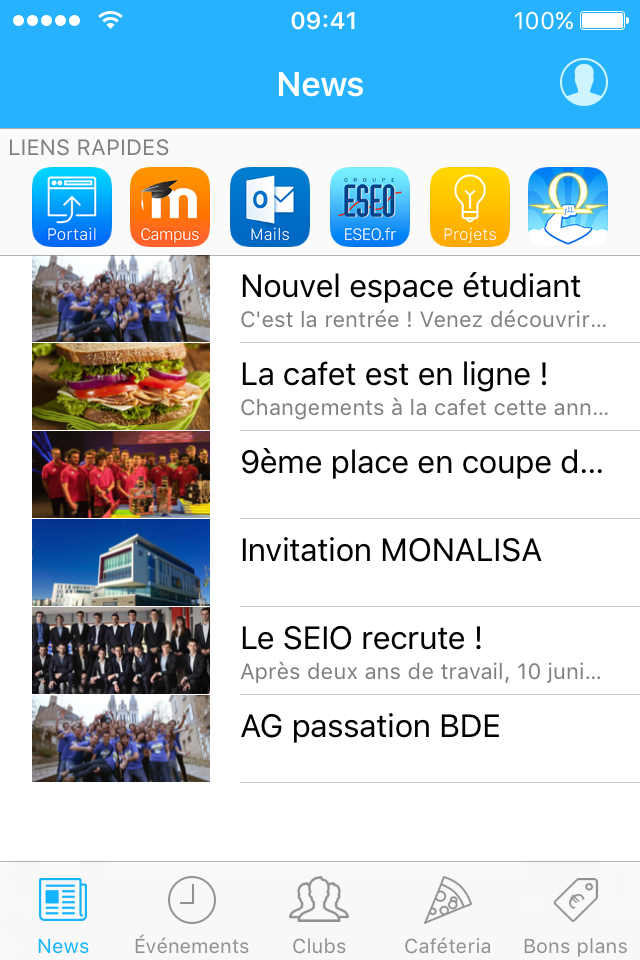 09:41
100%
News
LIENS RAPIDES
Portail
m
Campus
O
Mails
GROUPE
ESEO
ESEO.fr
Projets
Ω
Nouvel espace étudiant
C'est la rentrée ! Venez découvrir...
La cafet est en ligne !
Changements à la cafet cette ann...
9ème place en coupe d...
Invitation MONALISA
Le SEIO recrute !
Après deux ans de travail, 10 juni...
AG passation BDE
News
Événements
Clubs
Caféteria
€
Bons plans